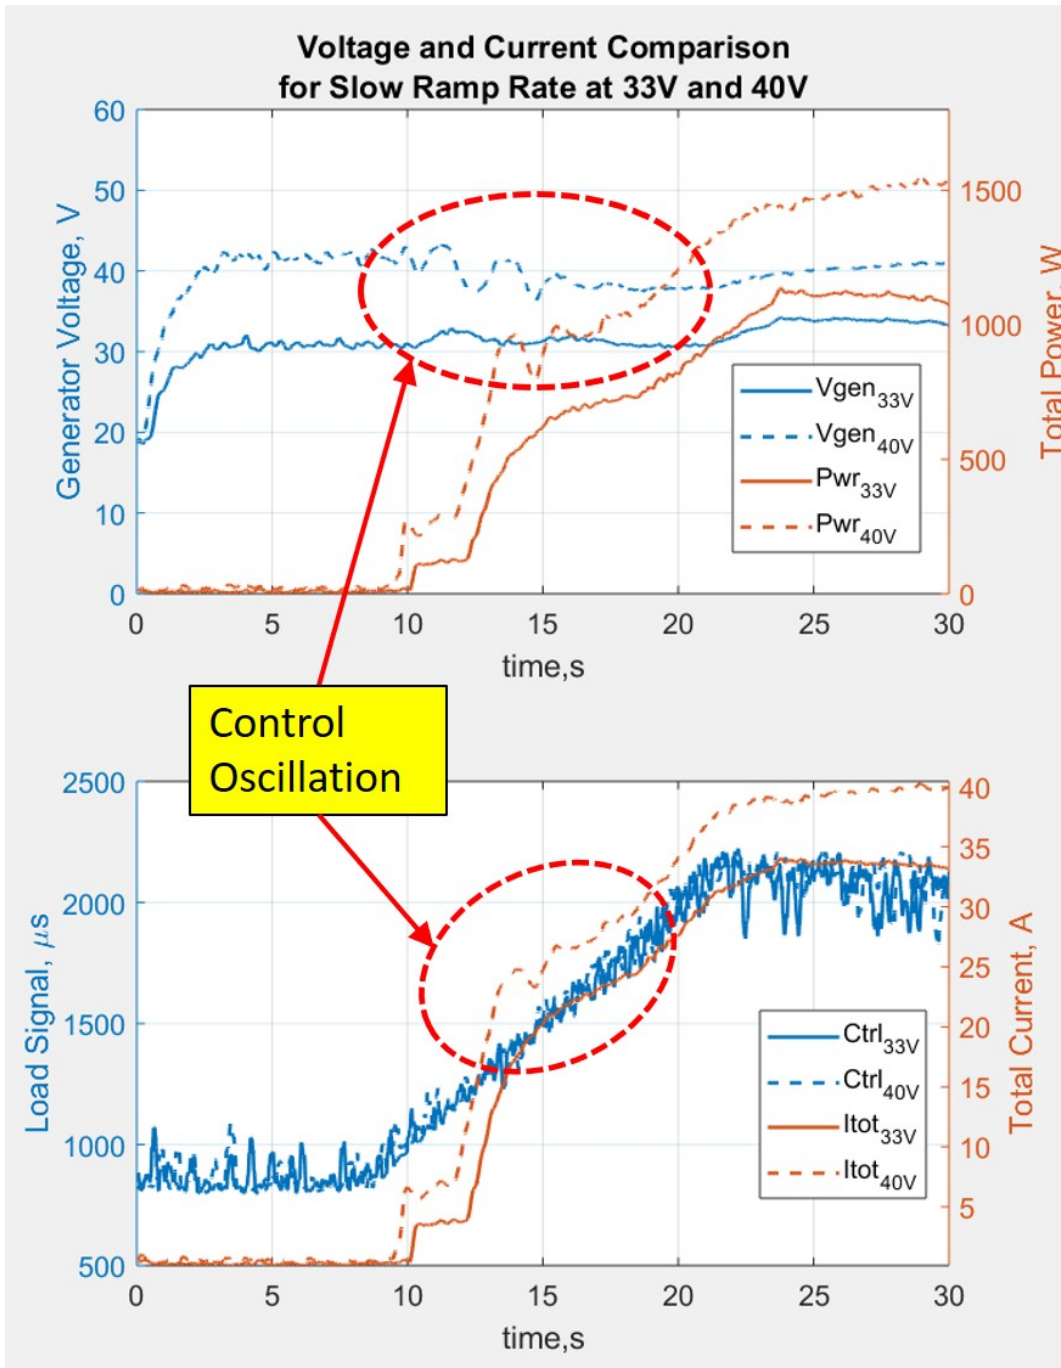 Voltage and Current Comparison
for Slow Ramp Rate at 33V and 40V
60
50
40
30
20
10
0
Generator Voltage, V
1500
1000
500
0
Total Power, W
Vgen33V
Vgen40V
Pwr33V
Pwr40V
0 5 10 15 20 25 30
time,s
Control
Oscillation
2500
2000
1500
1000
500
Load Signal, μs
40
35
30
25
20
15
10
5
Total Current, A
Ctrl33V
Ctrl40V
Itot33V
Itot40V
0 5 10 15 20 25 30
time,s